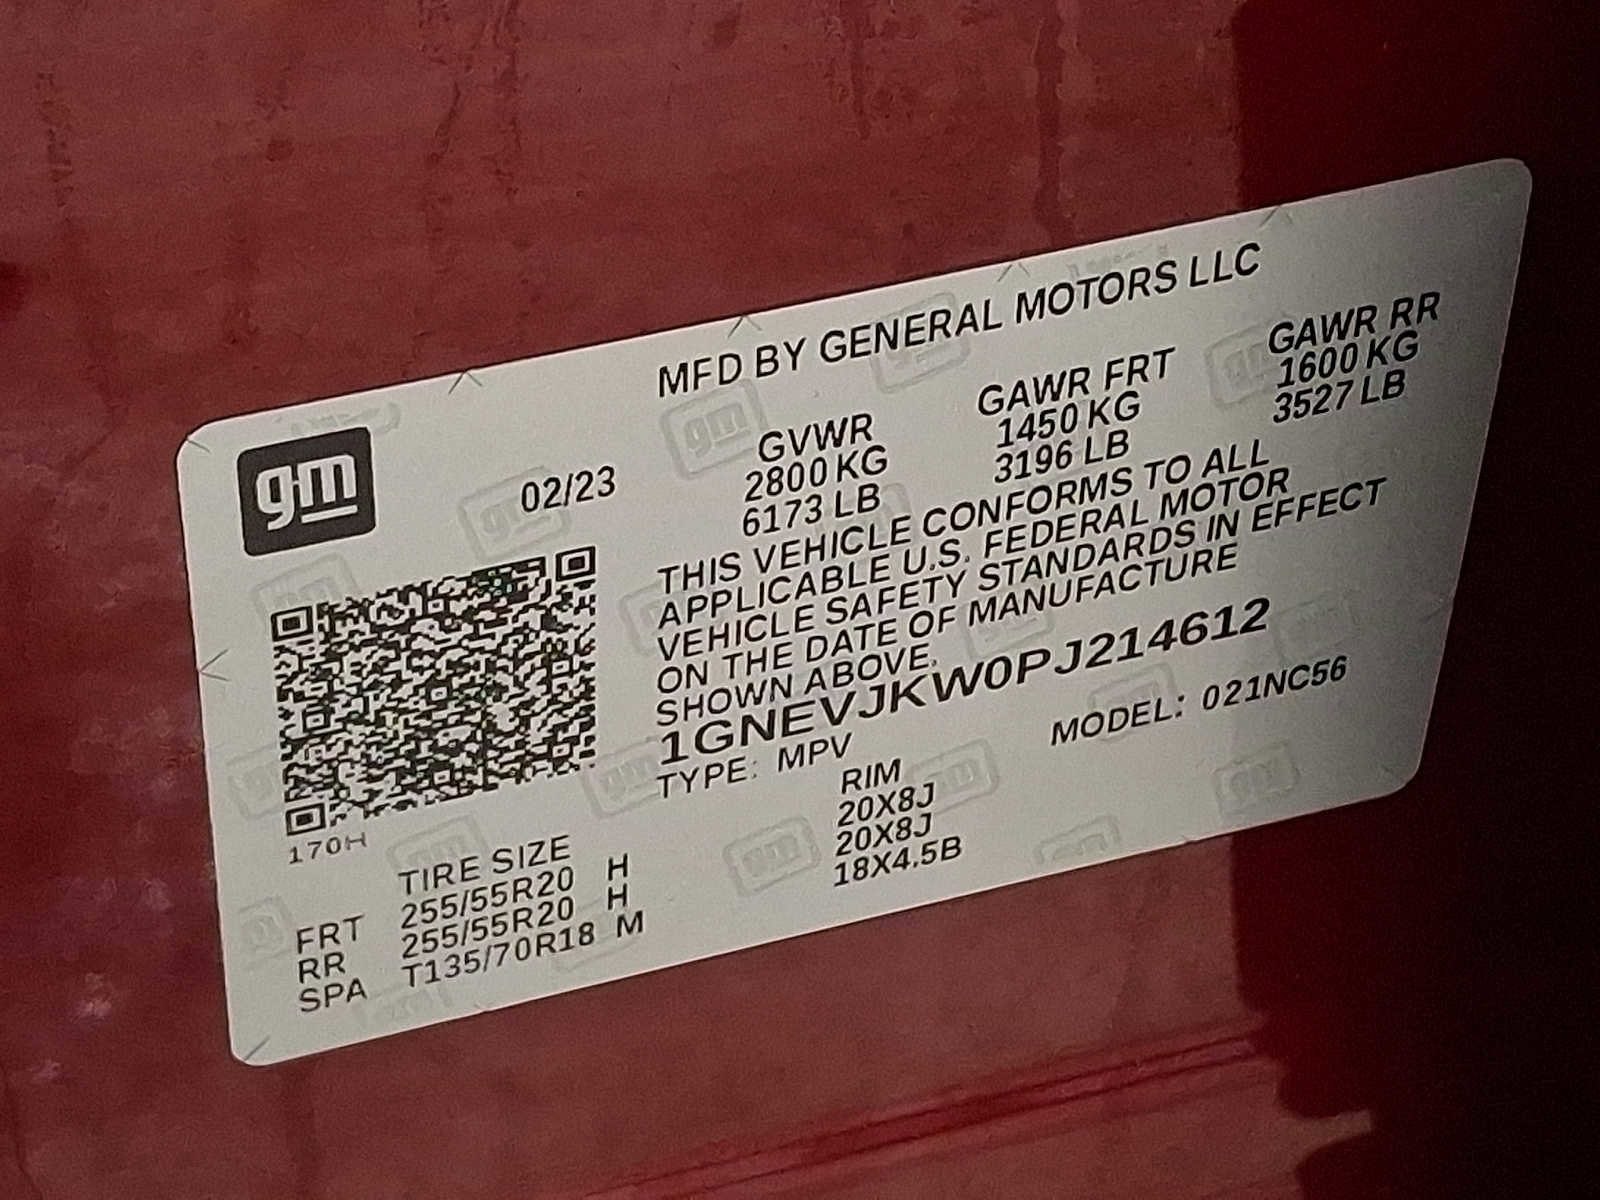 MFD BY GENERAL MOTORS LLC
gm
02/23
GVWR GAWR FRT GAWR RR
2800 KG 1450 KG 1600 KG
6173 LB 3196 LB 3527 LB
THIS VEHICLE CONFORMS TO ALL
APPLICABLE U.S. FEDERAL MOTOR
VEHICLE SAFETY STANDARDS IN EFFECT
ON THE DATE OF MANUFACTURE
SHOWN ABOVE.
1GNEVJKW0PJ214612
TYPE: MPV MODEL: 021NC56
170H
TIRE SIZE RIM
FRT 255/55R20 H 20X8J
RR 255/55R20 H 20X8J
SPA T135/70R18 M 18X4.5B